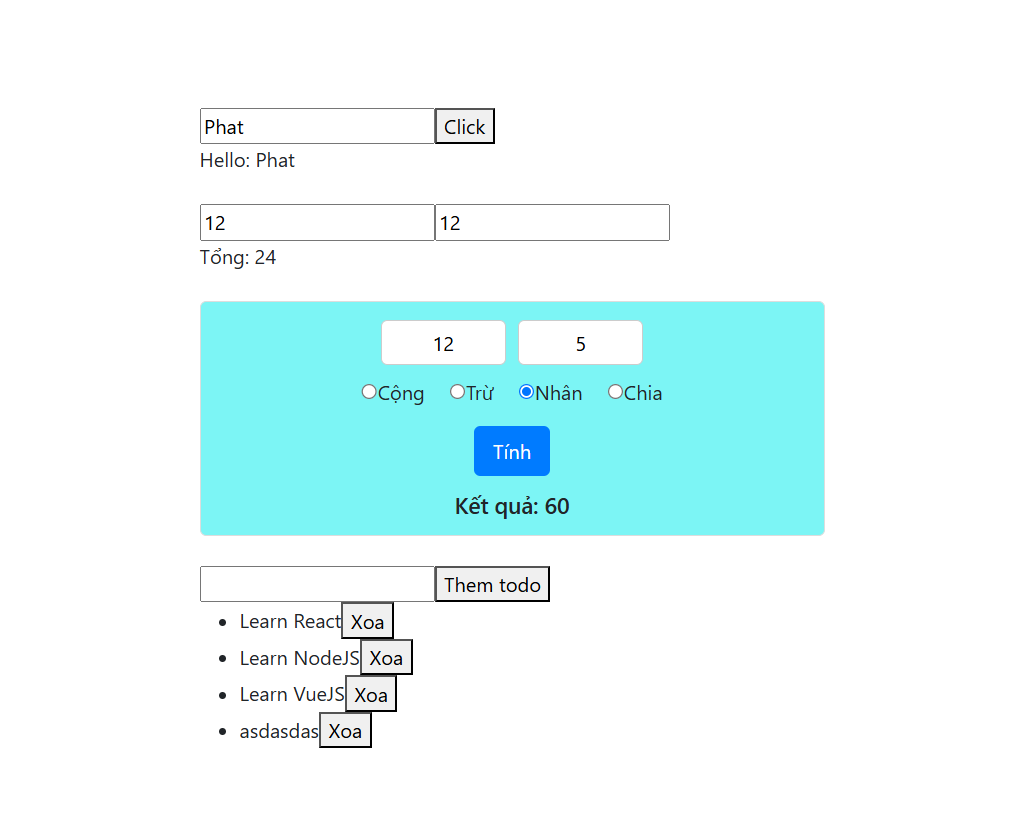 Phat Click
Hello: Phat
12 12
Tổng: 24
12 5
Cộng Trừ Nhân Chia
Tính
Kết quả: 60
Them todo
Learn React Xoa
Learn NodeJS Xoa
Learn VueJS Xoa
asdasdas Xoa